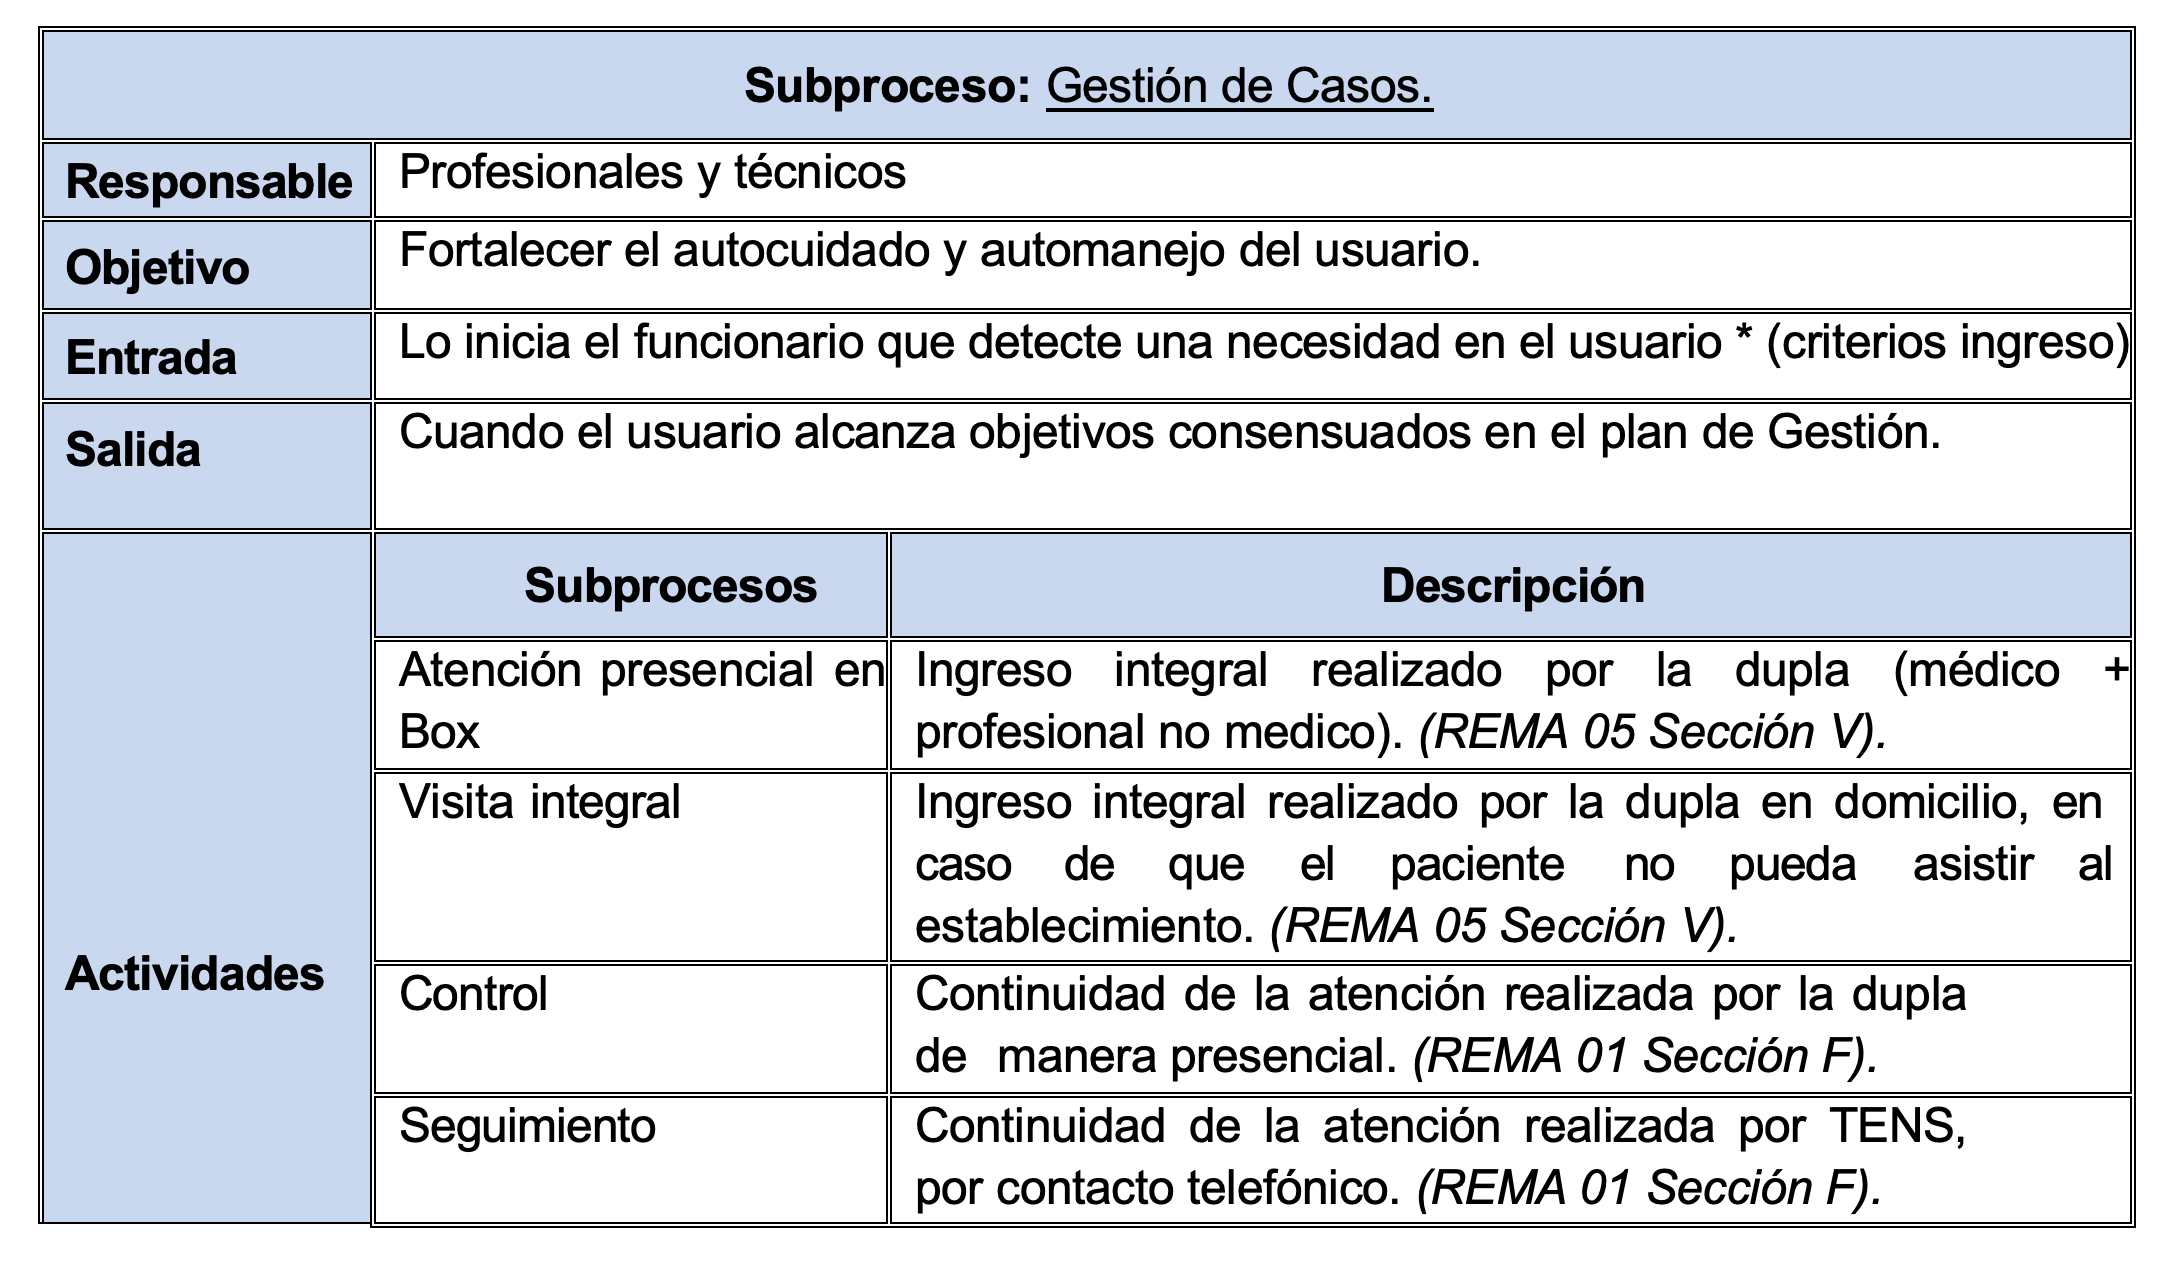 Subproceso: Gestión de Casos.
Responsable
Profesionales y técnicos
Objetivo
Fortalecer el autocuidado y automanejo del usuario.
Entrada
Lo inicia el funcionario que detecte una necesidad en el usuario * (criterios ingreso)
Salida
Cuando el usuario alcanza objetivos consensuados en el plan de Gestión.
Actividades
Subprocesos
Descripción
Atención presencial en
Box
Ingreso integral realizado por la dupla (médico +
profesional no medico). (REMA 05 Sección V).
Visita integral
Ingreso integral realizado por la dupla en domicilio, en
caso de que el paciente no pueda asistir al
establecimiento. (REMA 05 Sección V).
Control
Continuidad de la atención realizada por la dupla
de manera presencial. (REMA 01 Sección F).
Seguimiento
Continuidad de la atención realizada por TENS,
por contacto telefónico. (REMA 01 Sección F).